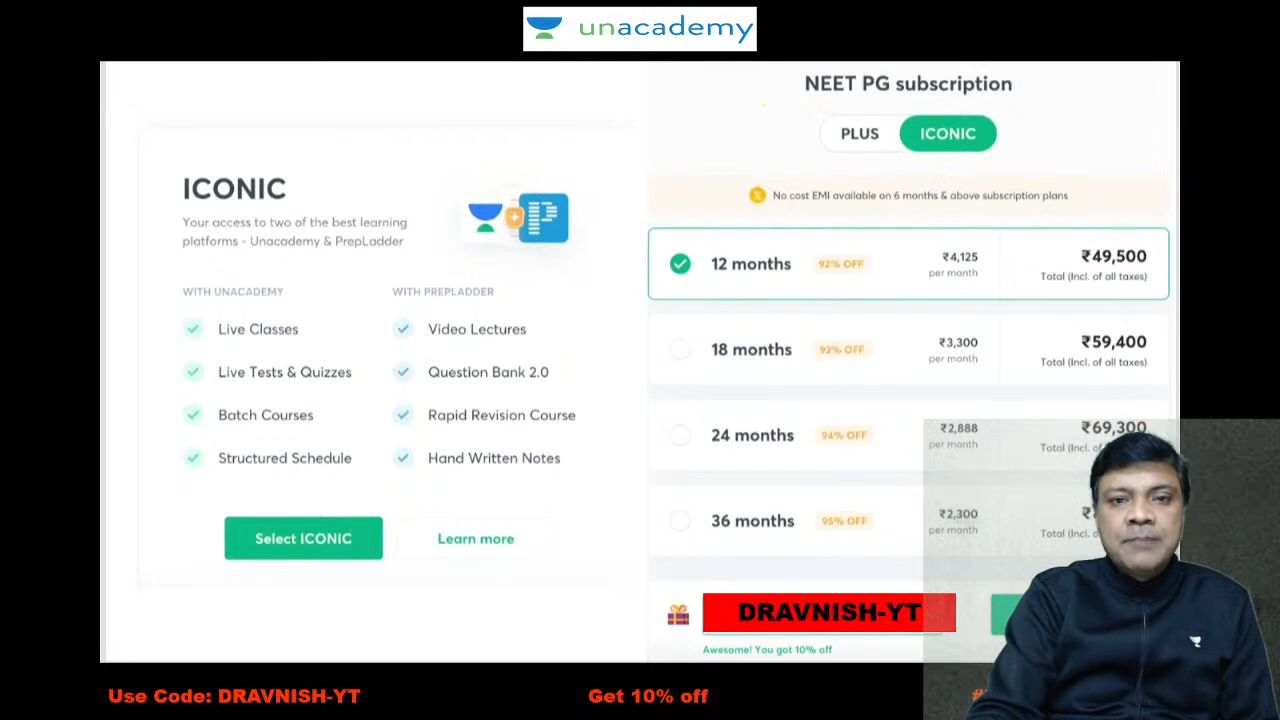 unacademy
ICONIC
Your access to two of the best learning
platforms - Unacademy & PrepLadder
WITH UNACADEMY
WITH PREPLADDER
Live Classes
Video Lectures
Live Tests & Quizzes
Question Bank 2.0
Batch Courses
Rapid Revision Course
Structured Schedule
Hand Written Notes
Select ICONIC
Learn more
NEET PG subscription
PLUS
ICONIC
No cost EMI available on 6 months & above subscription plans
12 months 92% OFF ₹4,125 ₹49,500
per month Total (Incl. of all taxes)
18 months 93% OFF ₹3,300 ₹59,400
per month Total (Incl. of all taxes)
24 months 94% OFF ₹2,888 ₹69,300
per month Total (Incl. of
36 months 95% OFF ₹2,300
per month Total (Incl. of
DRAVNISH-YT
Awesome! You got 10% off
Use Code: DRAVNISH-YT Get 10% off